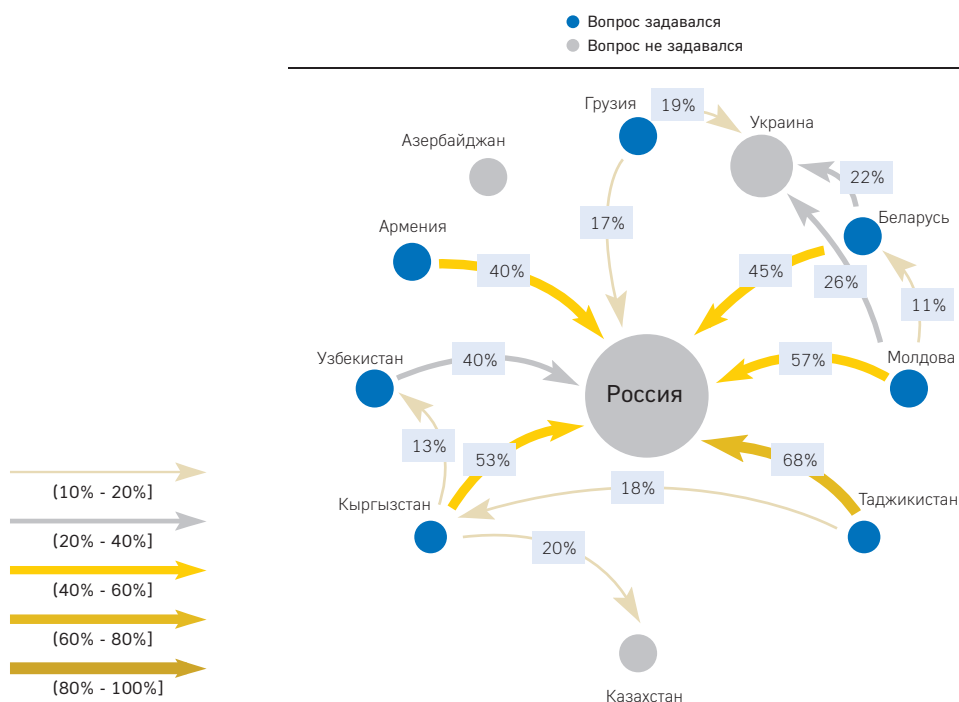 Вопрос задавался
Вопрос не задавался
Грузия
19%
Украина
Азербайджан
22%
Армения
17%
Беларусь
40%
45%
26%
11%
Узбекистан
40%
57%
Молдова
Россия
13%
53%
68%
18%
Кыргызстан
Таджикистан
20%
Казахстан
(10% - 20%]
(20% - 40%]
(40% - 60%]
(60% - 80%]
(80% - 100%]